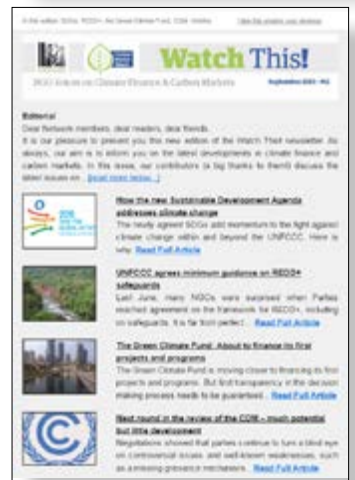 In this edition: SDGs, REDD+, the Green Climate Fund, CDM
View this email in your browser
Watch This!
NGO Voices on Climate Finance & Carbon Markets
September 2015
Editorial
Dear Network members, dear readers, dear friends,
It is our pleasure to present you this new edition of the Watch This! newsletter. As
always, our aim is to inform you on the latest developments in climate finance and
carbon markets. In this issue, our contributors (a big thanks to them!) discuss the
latest issues on ... [Read more below...]
How the new Sustainable Development Agenda
addresses climate change
The newly agreed SDGs add momentum to the fight against
climate change within and beyond the UNFCCC. Here is
why. Read Full Article
UNFCCC agrees minimum guidance on REDD+
safeguards
Last June, many NGOs were surprised when Parties
reached agreement on the framework for REDD+, including
on safeguards. It is far from perfect... Read Full Article
The Green Climate Fund: About to finance its first
projects and programs
The Green Climate Fund is moving closer to financing its first
projects and programs. But first transparency in the decision
making process needs to be guaranteed... Read Full Article
Next round in the review of the CDM – much potential
but little development
Negotiations showed that parties continue to turn a blind eye
on controversial issues and well-known weaknesses, such
as a missing grievance mechanism. Read Full Article